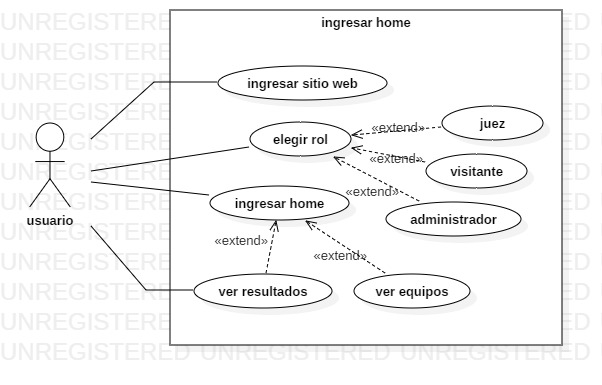 ingresar home
ingresar sitio web
elegir rol
«extend»
juez
«extend»
visitante
«extend»
administrador
usuario
ingresar home
«extend»
«extend»
ver resultados
ver equipos
UNREGISTERED UNREGISTERED UNREGISTERED